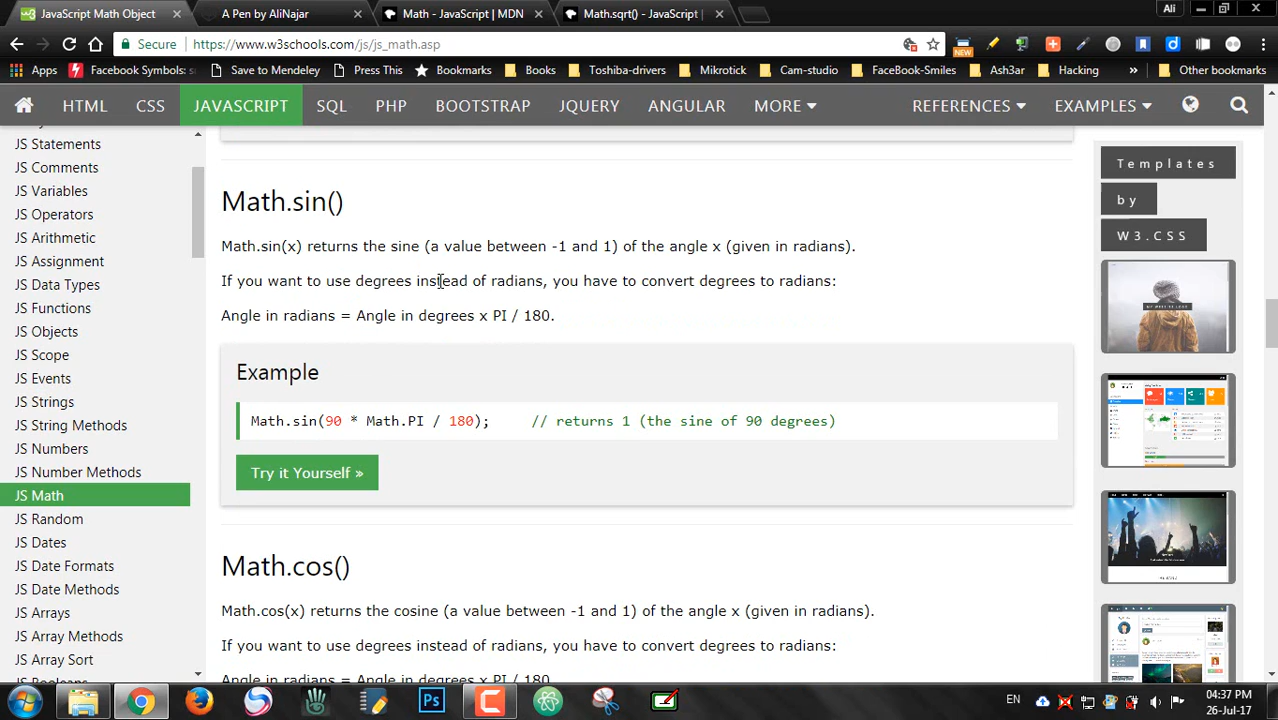 JavaScript Math Object
A Pen by AliNajar
Math - JavaScript | MDN
Math.sqrt() - JavaScript |
Ali
Secure
https://www.w3schools.com/js/js_math.asp
NEW
Apps
Facebook Symbols: s
Save to Mendeley
Press This
Bookmarks
Books
Toshiba-drivers
Mikrotick
Cam-studio
FaceBook-Smiles
Ash3ar
Hacking
»
Other bookmarks
HTML
CSS
JAVASCRIPT
SQL
PHP
BOOTSTRAP
JQUERY
ANGULAR
MORE
REFERENCES
EXAMPLES
JS Statements
JS Comments
JS Variables
JS Operators
JS Arithmetic
JS Assignment
JS Data Types
JS Functions
JS Objects
JS Scope
JS Events
JS Strings
JS String Methods
JS Numbers
JS Number Methods
JS Math
JS Random
JS Dates
JS Date Formats
JS Date Methods
JS Arrays
JS Array Methods
JS Array Sort
Math.sin()
Math.sin(x) returns the sine (a value between -1 and 1) of the angle x (given in radians).
If you want to use degrees instead of radians, you have to convert degrees to radians:
Angle in radians = Angle in degrees x PI / 180.
Example
Math.sin(90 * Math.PI / 180); // returns 1 (the sine of 90 degrees)
Try it Yourself »
Math.cos()
Math.cos(x) returns the cosine (a value between -1 and 1) of the angle x (given in radians).
If you want to use degrees instead of radians, you have to convert degrees to radians:
Angle in radians = Angle in degrees x PI / 180.
Templates
by
W3.CSS
EN
04:37 PM
26-Jul-17